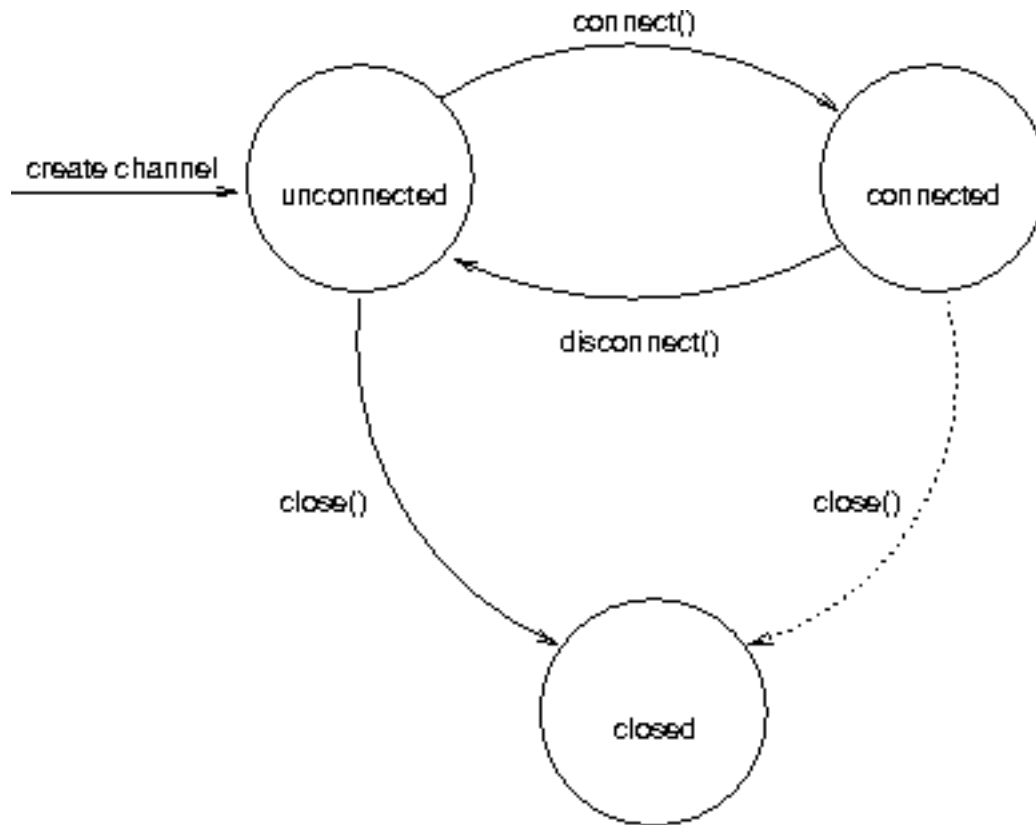 connect()
create channel
unconnected
connected
disconnect()
close()
close()
closed